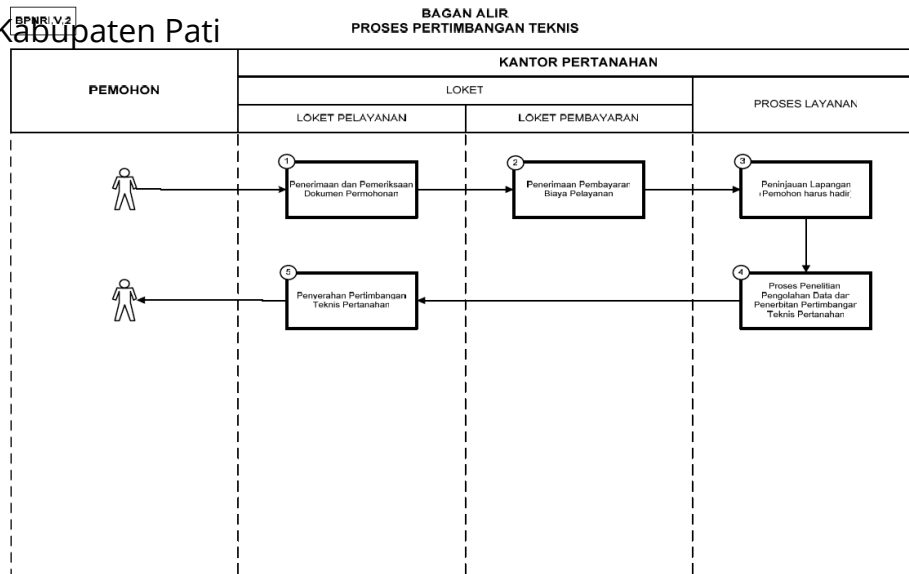 BPNRI.V.2
Kabupaten Pati
BAGAN ALIR
PROSES PERTIMBANGAN TEKNIS
PEMOHON
KANTOR PERTANAHAN
LOKET
PROSES LAYANAN
LOKET PELAYANAN
LOKET PEMBAYARAN
1
Penerimaan dan Pemeriksaan
Dokumen Permohonan
2
Penerimaan Pembayaran
Biaya Pelayanan
3
Peninjauan Lapangan
(Pemohon harus hadir)
5
Penyerahan Pertimbangan
Teknis Pertanahan
4
Proses Penelitian
Pengolahan Data dan
Penerbitan Pertimbangan
Teknis Pertanahan